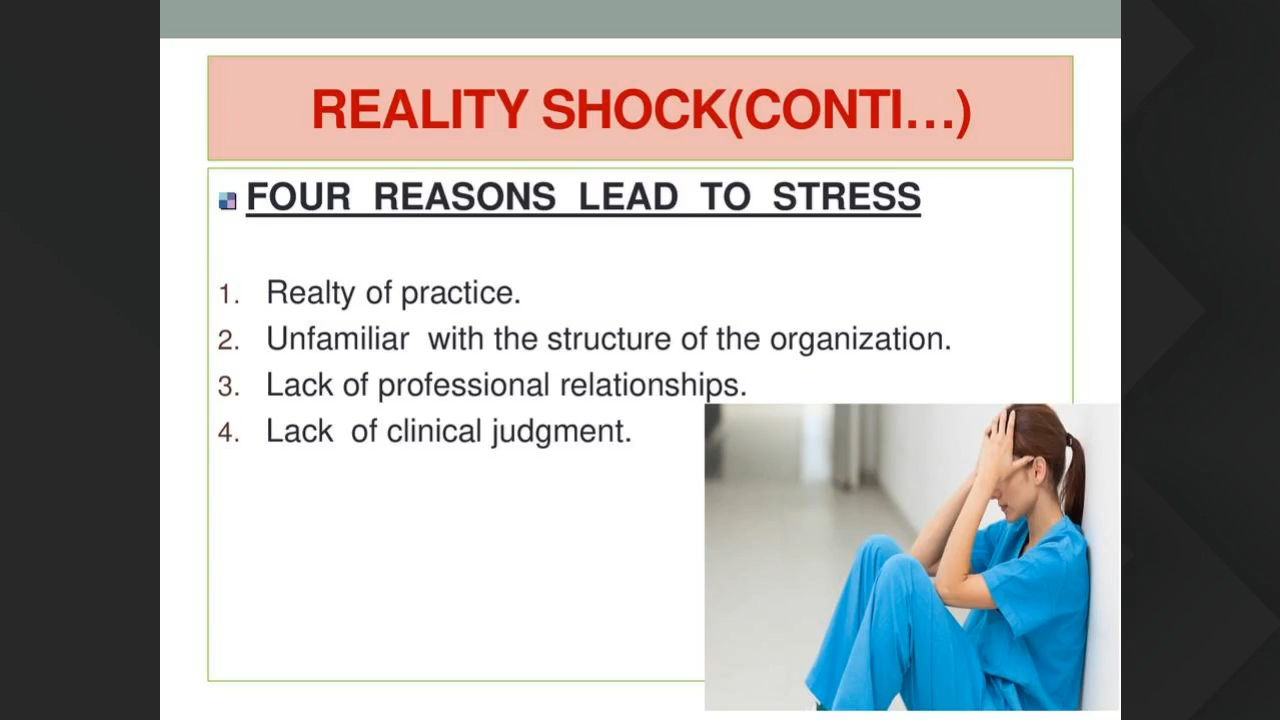 REALITY SHOCK(CONTI...)
FOUR REASONS LEAD TO STRESS
1. Realty of practice.
2. Unfamiliar with the structure of the organization.
3. Lack of professional relationships.
4. Lack of clinical judgment.